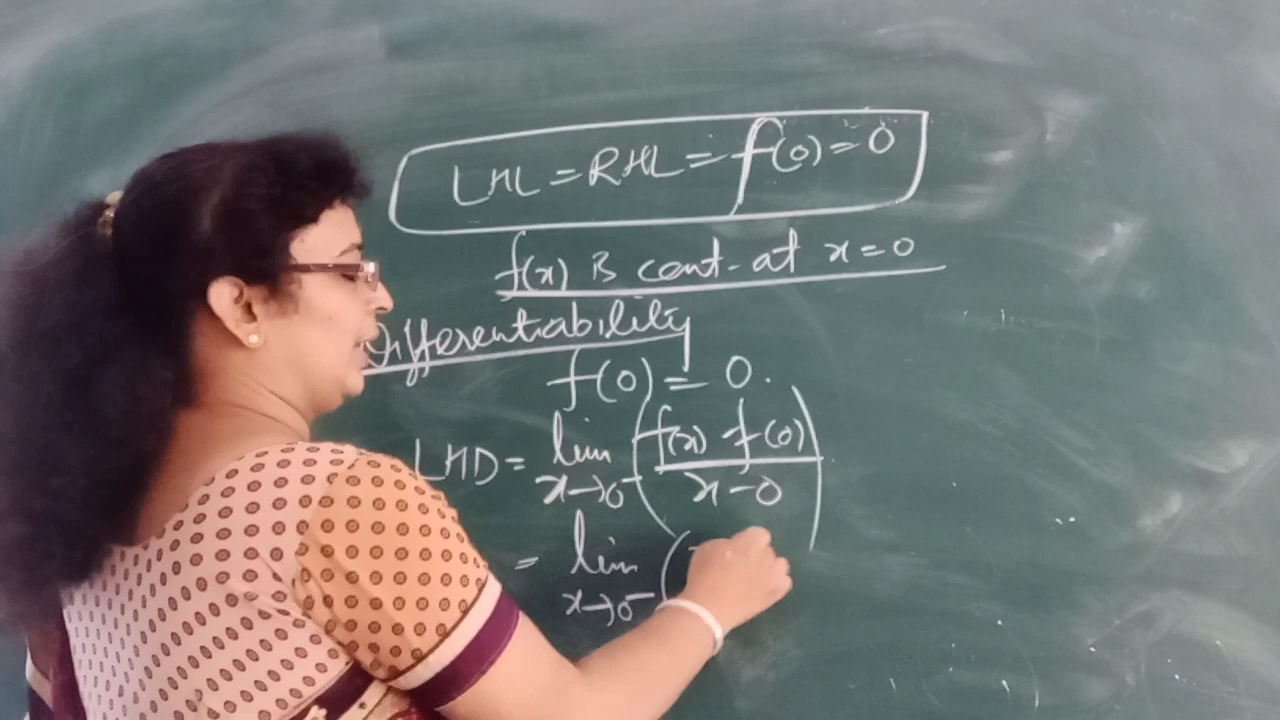 LHL = RHL = f(0) = 0
f(x) is cont. at x = 0
Differentiability
f(0) = 0.
LHD = lim x→0⁻ (f(x) - f(0) / x - 0)
= lim x→0⁻ (